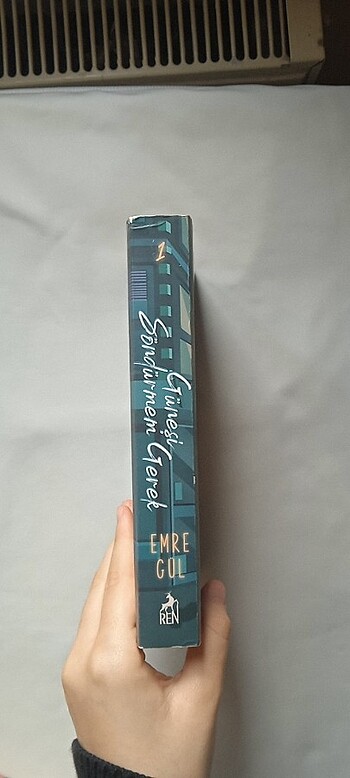 1
Güneşi
Söndürmem Gerek
EMRE
GÜL
REN